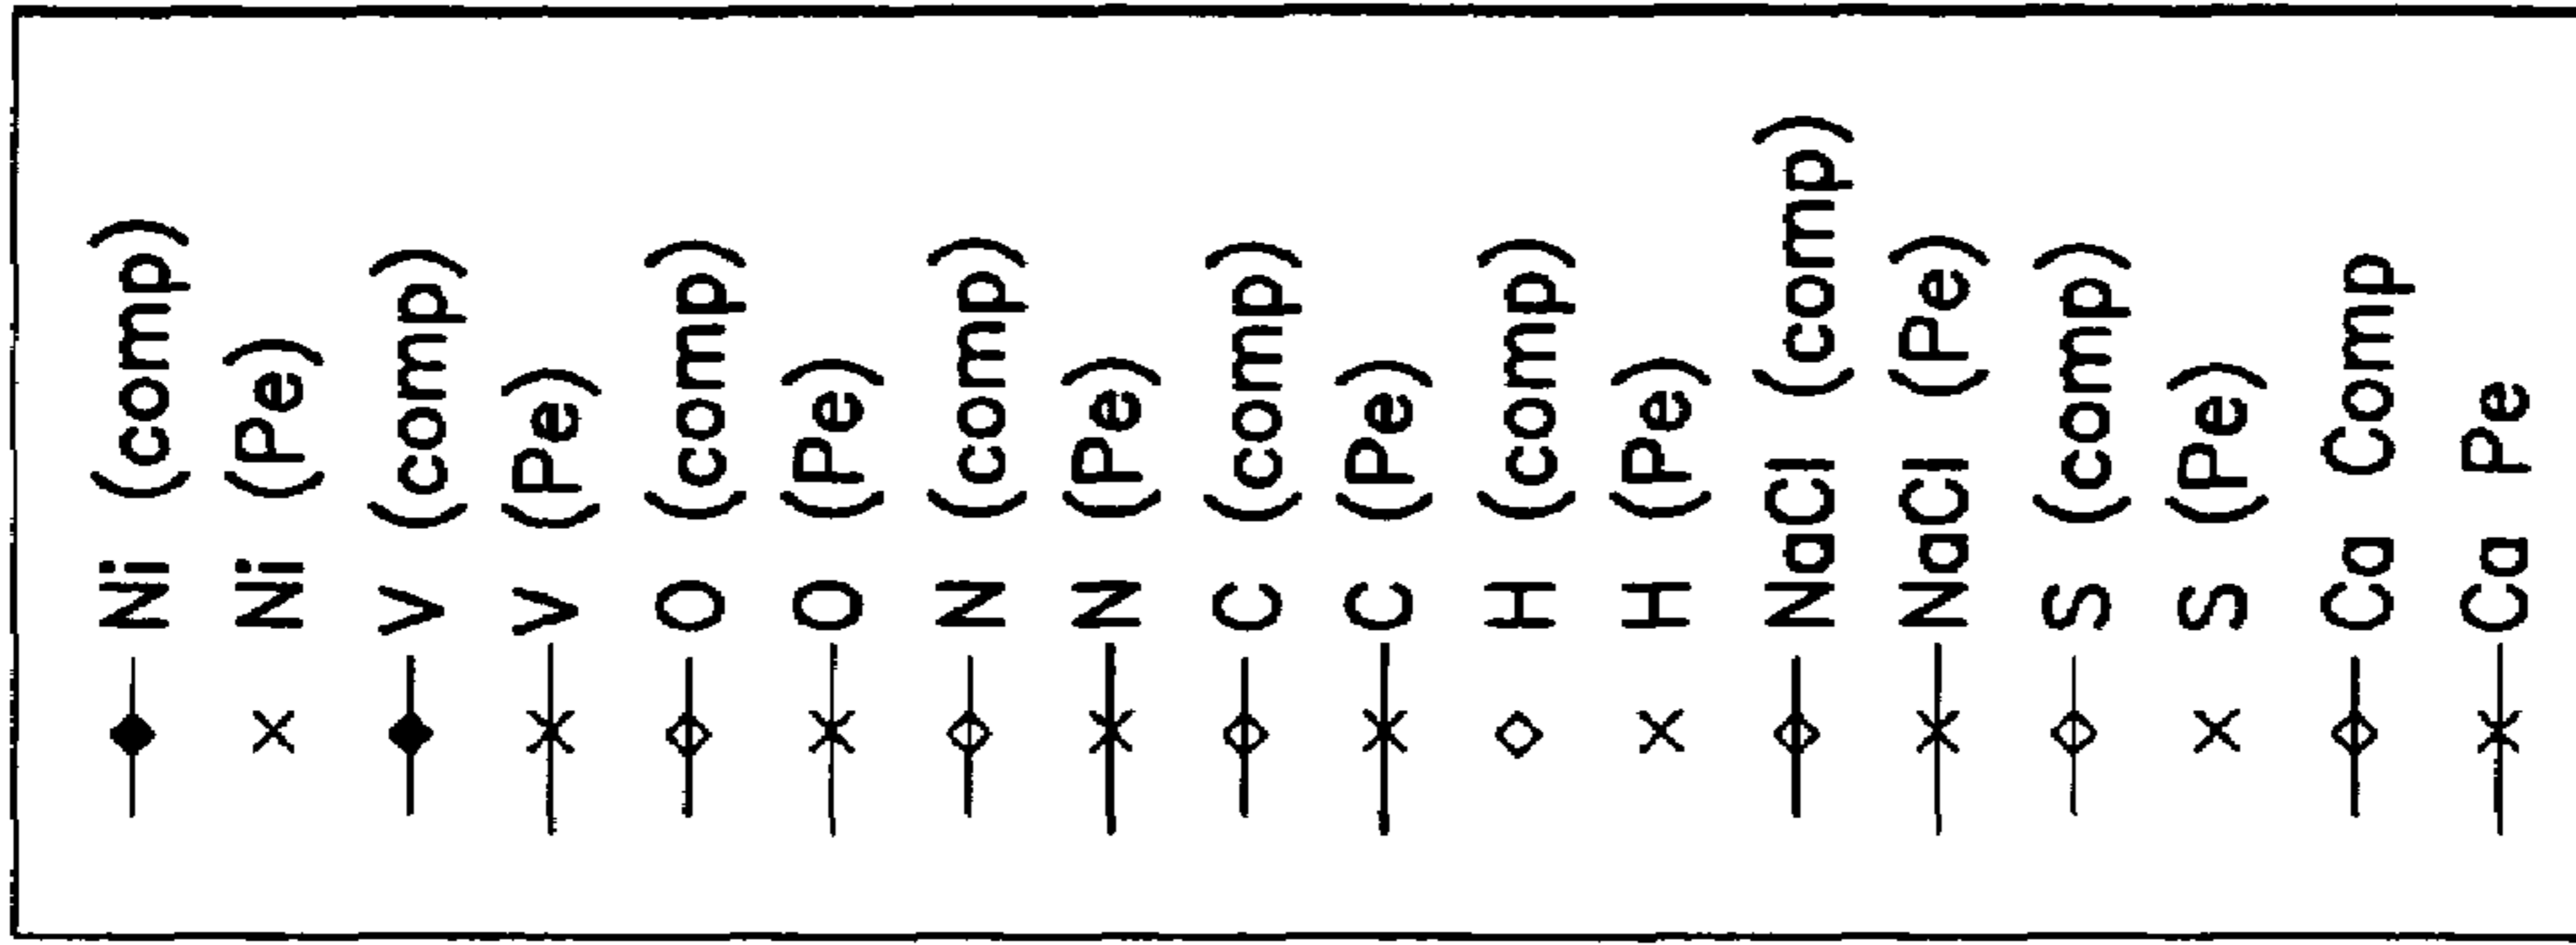 Ni (comp)
Ni (Pe)
V (comp)
V (Pe)
O (comp)
O (Pe)
N (comp)
N (Pe)
C (comp)
C (Pe)
H (comp)
H (Pe)
NaCl (comp)
NaCl (Pe)
S (comp)
S (Pe)
Ca Comp
Ca Pe